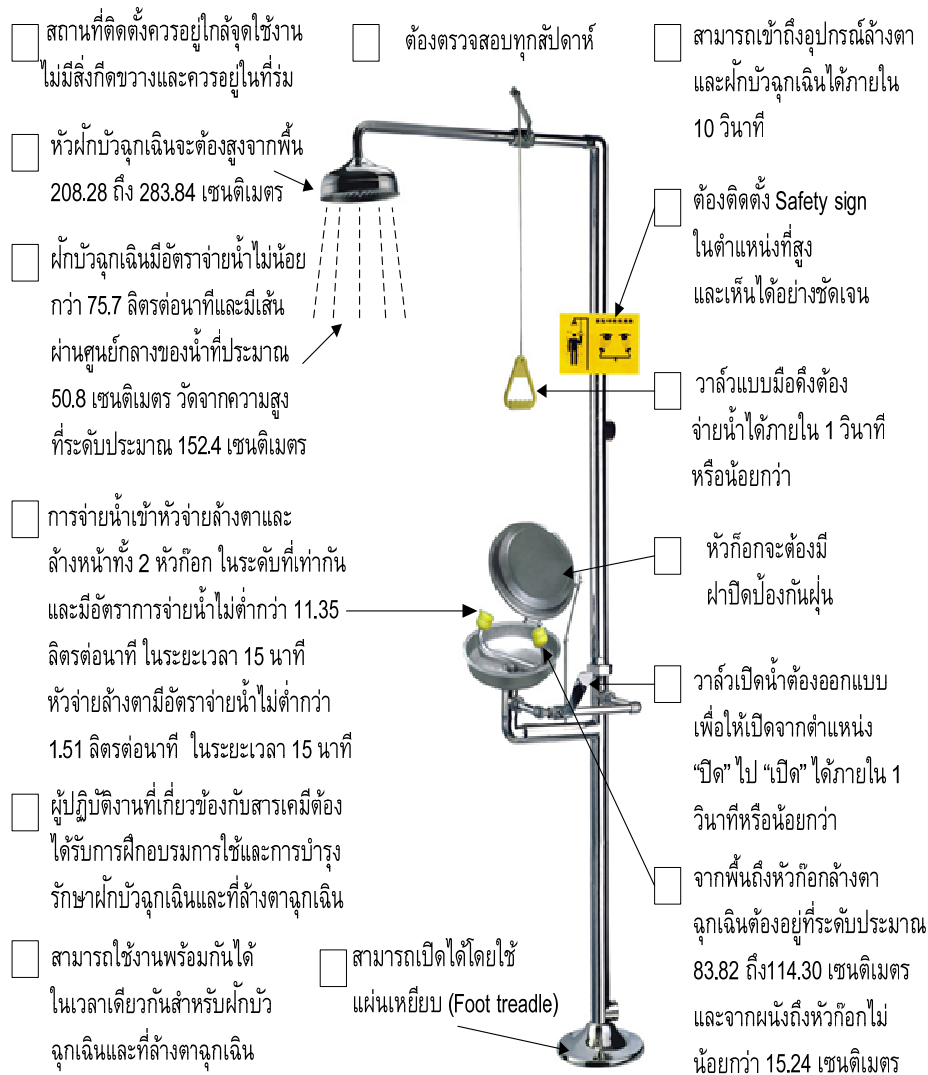 สถานที่ติดตั้งควรอยู่ใกล้จุดใช้งาน
ไม่มีสิ่งกีดขวางและควรอยู่ในที่ร่ม
ต้องตรวจสอบทุกสัปดาห์
สามารถเข้าถึงอุปกรณ์ล้างตา
และฝักบัวฉุกเฉินได้ภายใน
10 วินาที
หัวฝักบัวฉุกเฉินจะต้องสูงจากพื้น
208.28 ถึง 283.84 เซนติเมตร
ต้องติดตั้ง Safety sign
ในตำแหน่งที่สูง
และเห็นได้อย่างชัดเจน
ฝักบัวฉุกเฉินมีอัตราจ่ายน้ำไม่น้อย
กว่า 75.7 ลิตรต่อนาทีและมีเส้น
ผ่านศูนย์กลางของน้ำที่ประมาณ
50.8 เซนติเมตร วัดจากความสูง
ที่ระดับประมาณ 152.4 เซนติเมตร
วาล์วแบบมือดึงต้อง
จ่ายน้ำได้ภายใน 1 วินาที
หรือน้อยกว่า
การจ่ายน้ำเข้าหัวจ่ายล้างตาและ
ล้างหน้าทั้ง 2 หัวก๊อก ในระดับที่เท่ากัน
และมีอัตราการจ่ายน้ำไม่ต่ำกว่า 11.35
ลิตรต่อนาที ในระยะเวลา 15 นาที
หัวจ่ายล้างตามีอัตราจ่ายน้ำไม่ต่ำกว่า
1.51 ลิตรต่อนาที ในระยะเวลา 15 นาที
หัวก็อกจะต้องมี
ฝาปิดป้องกันฝุ่น
วาล์วเปิดน้ำต้องออกแบบ
เพื่อให้เปิดจากตำแหน่ง
“ปิด” ไป “เปิด” ได้ภายใน 1
วินาทีหรือน้อยกว่า
ผู้ปฏิบัติงานที่เกี่ยวข้องกับสารเคมีต้อง
ได้รับการฝึกอบรมการใช้และการบำรุง
รักษาฝักบัวฉุกเฉินและที่ล้างตาฉุกเฉิน
จากพื้นถึงหัวก๊อกล้างตา
ฉุกเฉินต้องอยู่ที่ระดับประมาณ
83.82 ถึง114.30 เซนติเมตร
และจากผนังถึงหัวก๊อกไม่
น้อยกว่า 15.24 เซนติเมตร
สามารถใช้งานพร้อมกันได้
ในเวลาเดียวกันสำหรับฝักบัว
ฉุกเฉินและที่ล้างตาฉุกเฉิน
สามารถเปิดได้โดยใช้
แผ่นเหยียบ (Foot treadle)